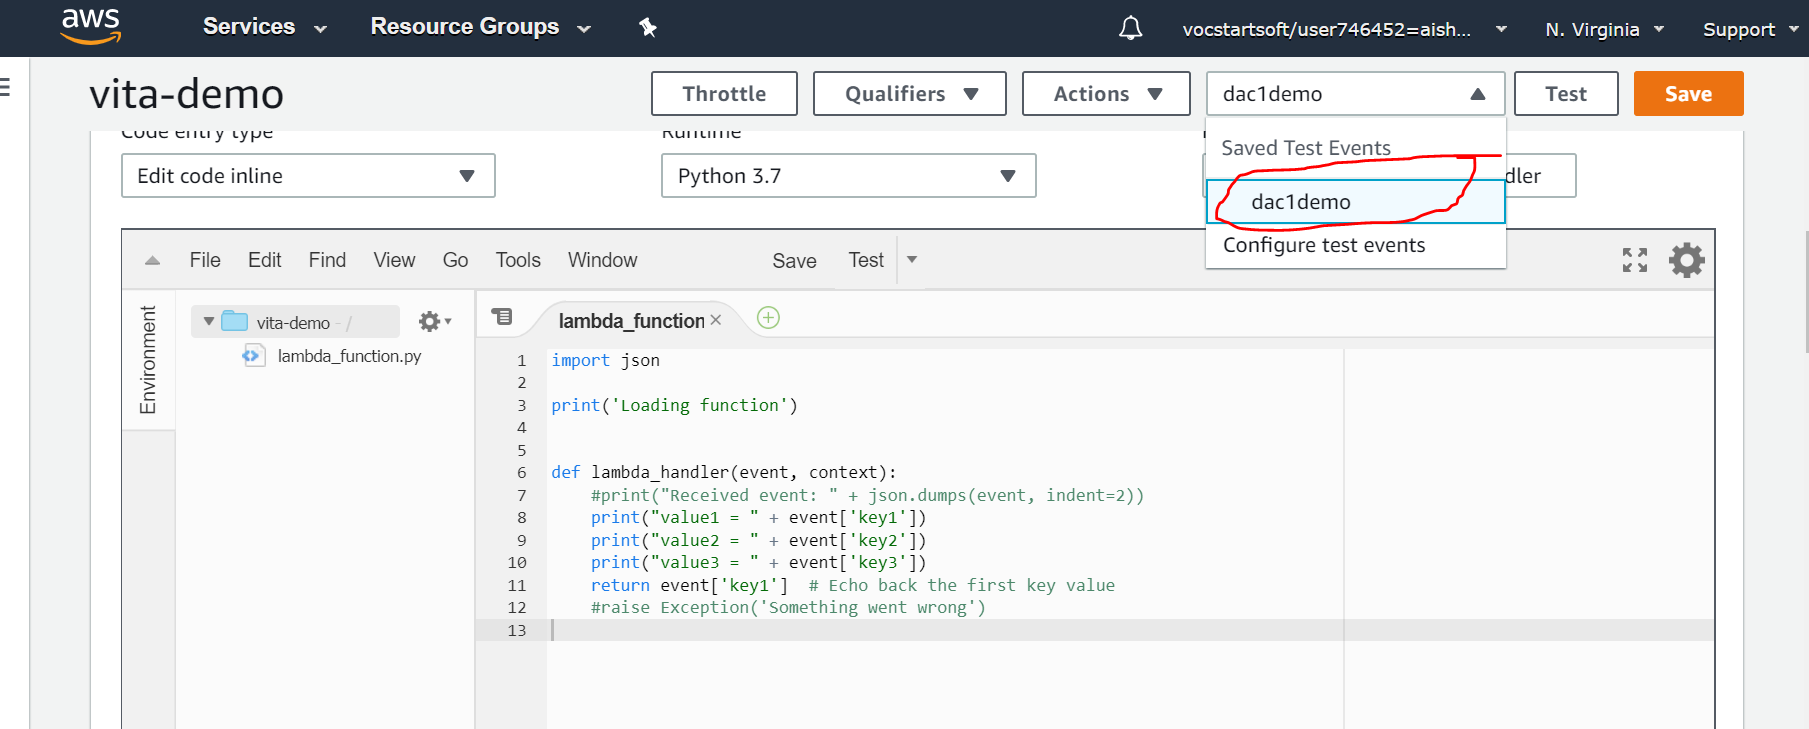 aws Services Resource Groups vocstartsoft/user746452=aish... N. Virginia Support
vita-demo Throttle Qualifiers Actions dac1demo Test Save
Code entry type Runtime
Saved Test Events
Edit code inline Python 3.7 dler
dac1demo
Configure test events
File Edit Find View Go Tools Window Save Test
Environment
vita-demo - /
lambda_function.py
lambda_function
1 import json
2
3 print('Loading function')
4
5
6 def lambda_handler(event, context):
7 #print("Received event: " + json.dumps(event, indent=2))
8 print("value1 = " + event['key1'])
9 print("value2 = " + event['key2'])
10 print("value3 = " + event['key3'])
11 return event['key1']  # Echo back the first key value
12 #raise Exception('Something went wrong')
13